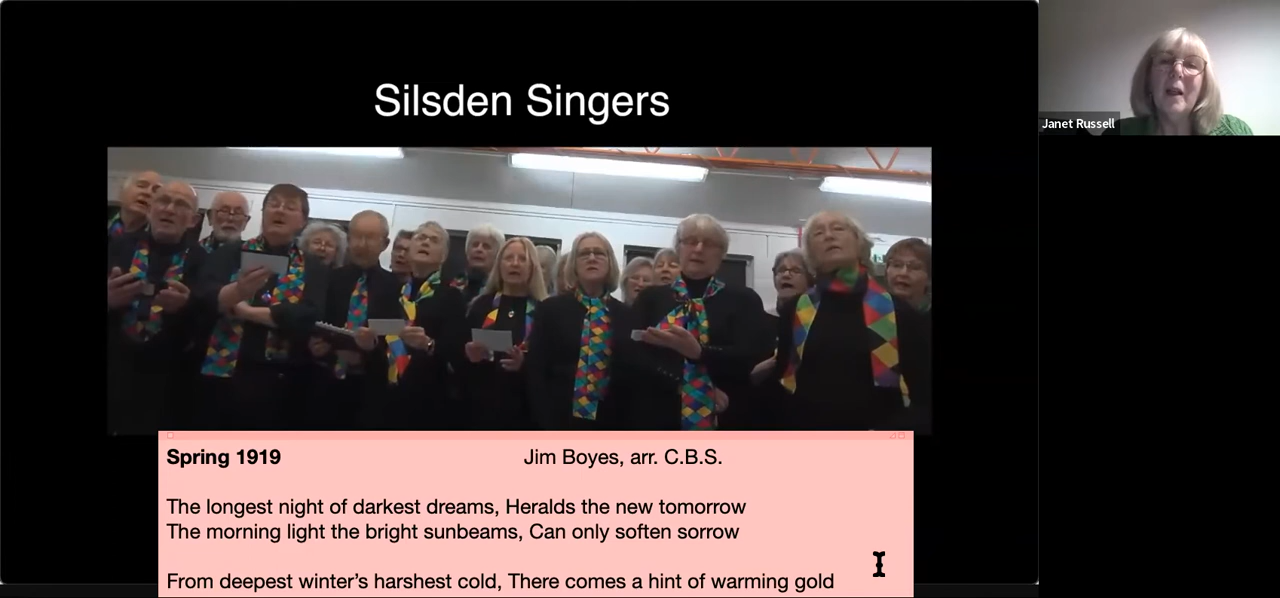 Silsden Singers
Janet Russell
Spring 1919 Jim Boyes, arr. C.B.S.
The longest night of darkest dreams, Heralds the new tomorrow
The morning light the bright sunbeams, Can only soften sorrow
From deepest winter’s harshest cold, There comes a hint of warming gold